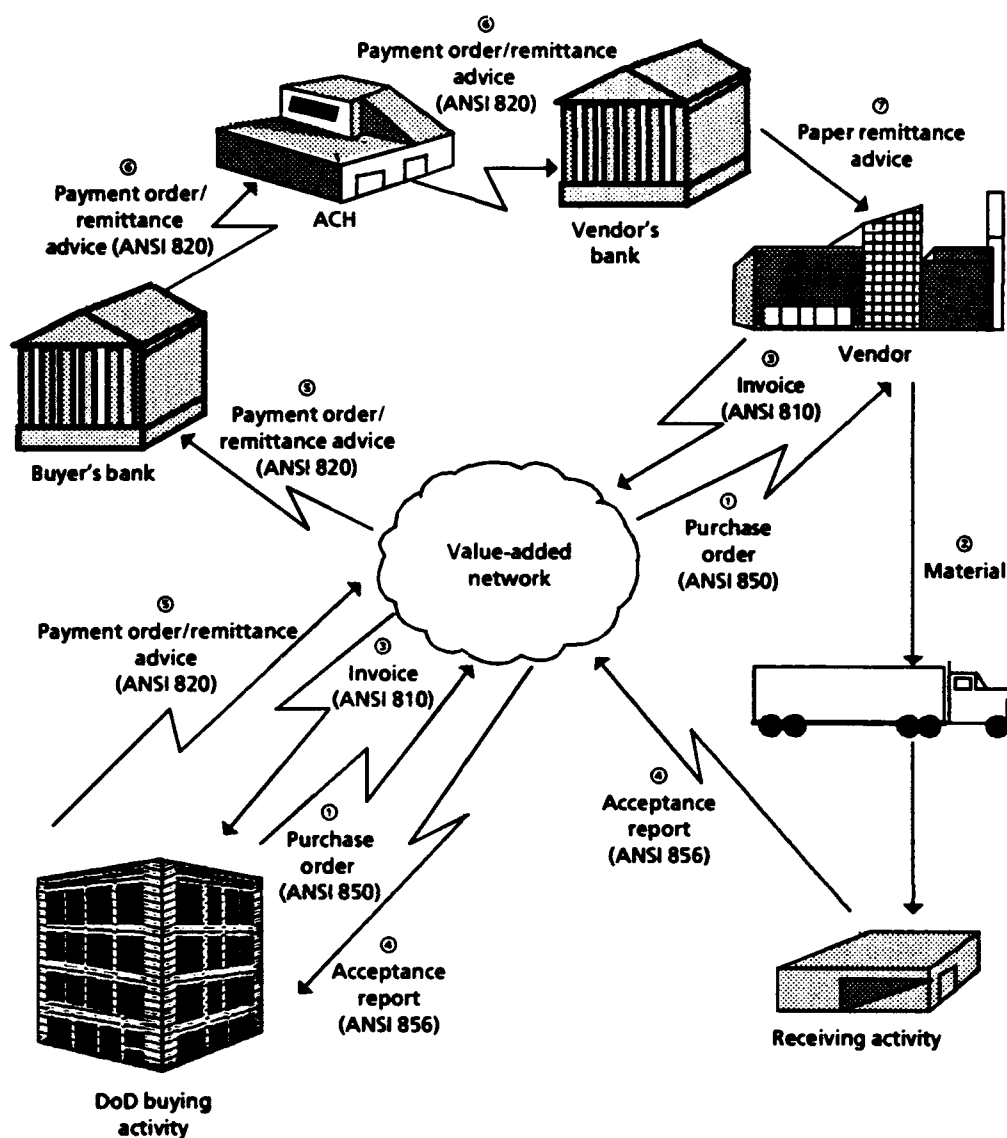 ⑥
Payment order/remittance
advice
(ANSI 820)
⑦
Paper remittance
advice
⑥
Payment order/
remittance
advice (ANSI 820)
ACH
Vendor's
bank
Vendor
③
Invoice
(ANSI 810)
⑤
Payment order/
remittance advice
(ANSI 820)
Buyer's bank
①
Purchase
order
(ANSI 850)
②
Material
Value-added
network
⑤
Payment order/remittance
advice
(ANSI 820)
③
Invoice
(ANSI 810)
④
Acceptance
report
(ANSI 856)
①
Purchase
order
(ANSI 850)
④
Acceptance
report
(ANSI 856)
Receiving activity
DoD buying
activity